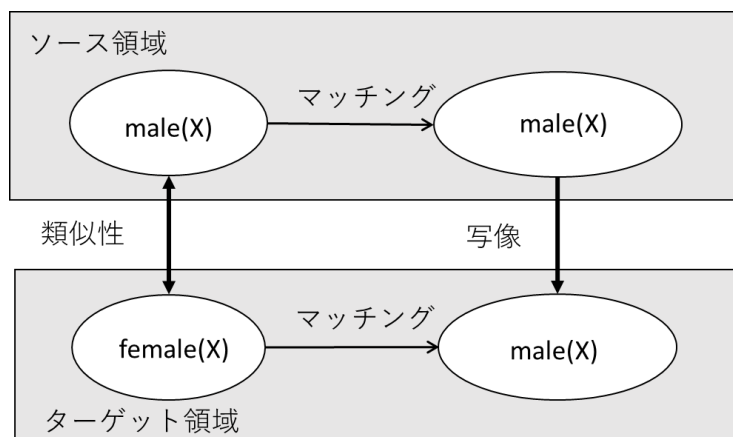 ソース領域
マッチング
male(X)
male(X)
類似性
写像
マッチング
female(X)
male(X)
ターゲット領域